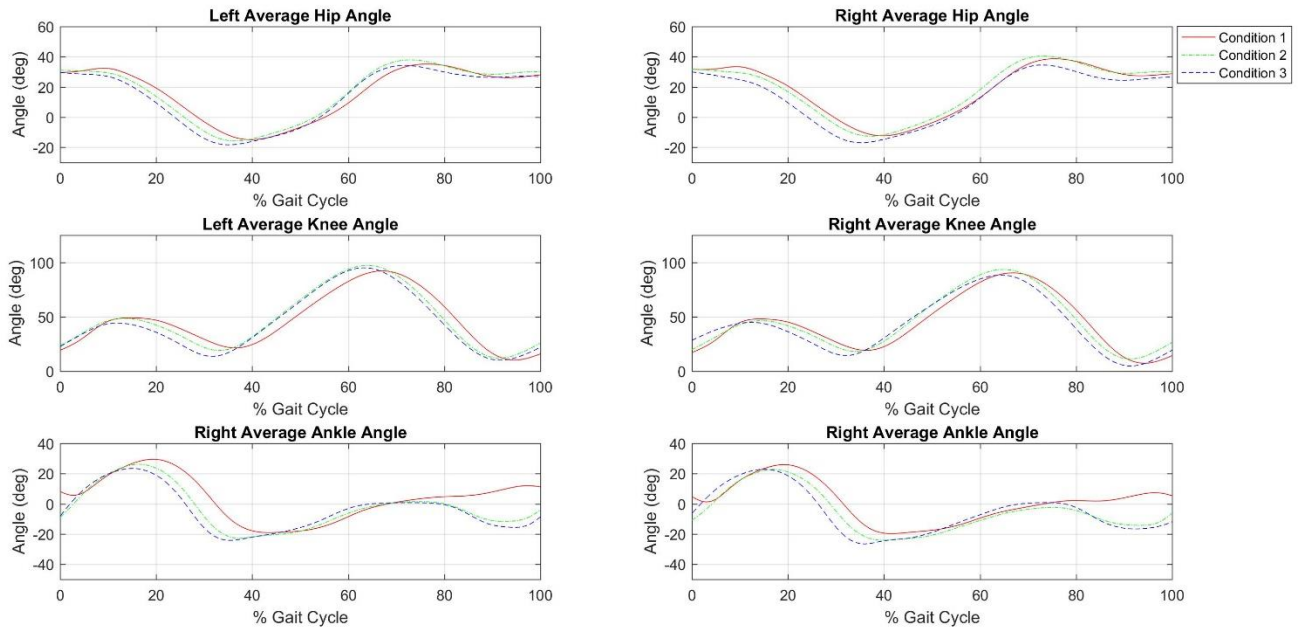 Left Average Hip Angle
60
40
20
0
-20
Angle (deg)
0 20 40 60 80 100
% Gait Cycle
Right Average Hip Angle
60
40
20
0
-20
Angle (deg)
0 20 40 60 80 100
% Gait Cycle
Condition 1
Condition 2
Condition 3
Left Average Knee Angle
100
50
0
Angle (deg)
0 20 40 60 80 100
% Gait Cycle
Right Average Knee Angle
100
50
0
Angle (deg)
0 20 40 60 80 100
% Gait Cycle
Right Average Ankle Angle
40
20
0
-20
-40
Angle (deg)
0 20 40 60 80 100
% Gait Cycle
Right Average Ankle Angle
40
20
0
-20
-40
Angle (deg)
0 20 40 60 80 100
% Gait Cycle